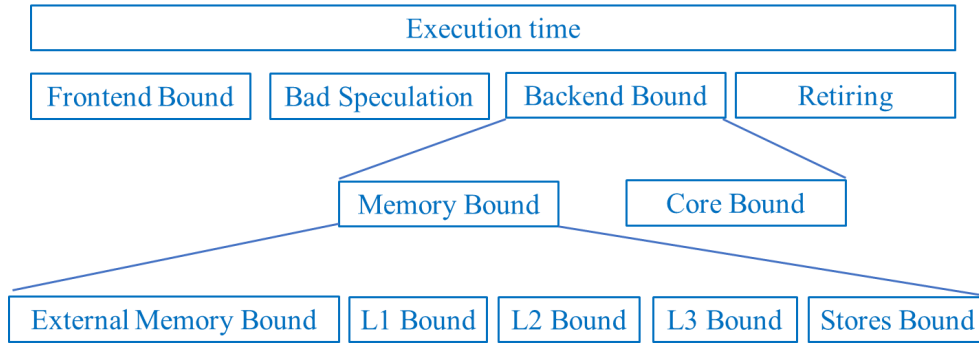 Execution time
Frontend Bound
Bad Speculation
Backend Bound
Retiring
Memory Bound
Core Bound
External Memory Bound
L1 Bound
L2 Bound
L3 Bound
Stores Bound